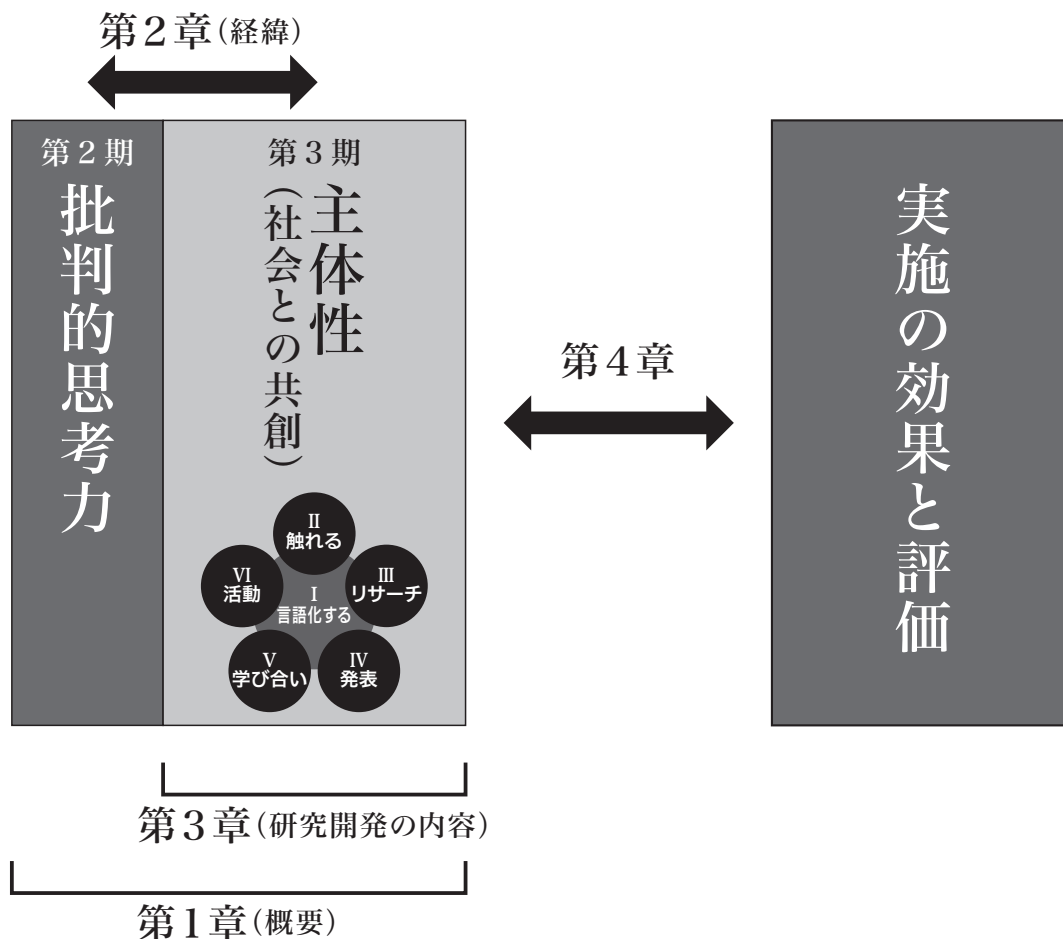 第2章(経緯)
第2期
批判的思考力
第3期
主体性
(社会との共創)
Ⅱ
触れる
Ⅲ
リサーチ
Ⅵ
活動
Ⅰ
言語化する
Ⅴ
学び合い
Ⅳ
発表
第4章
実施の効果と評価
第3章(研究開発の内容)
第1章(概要)